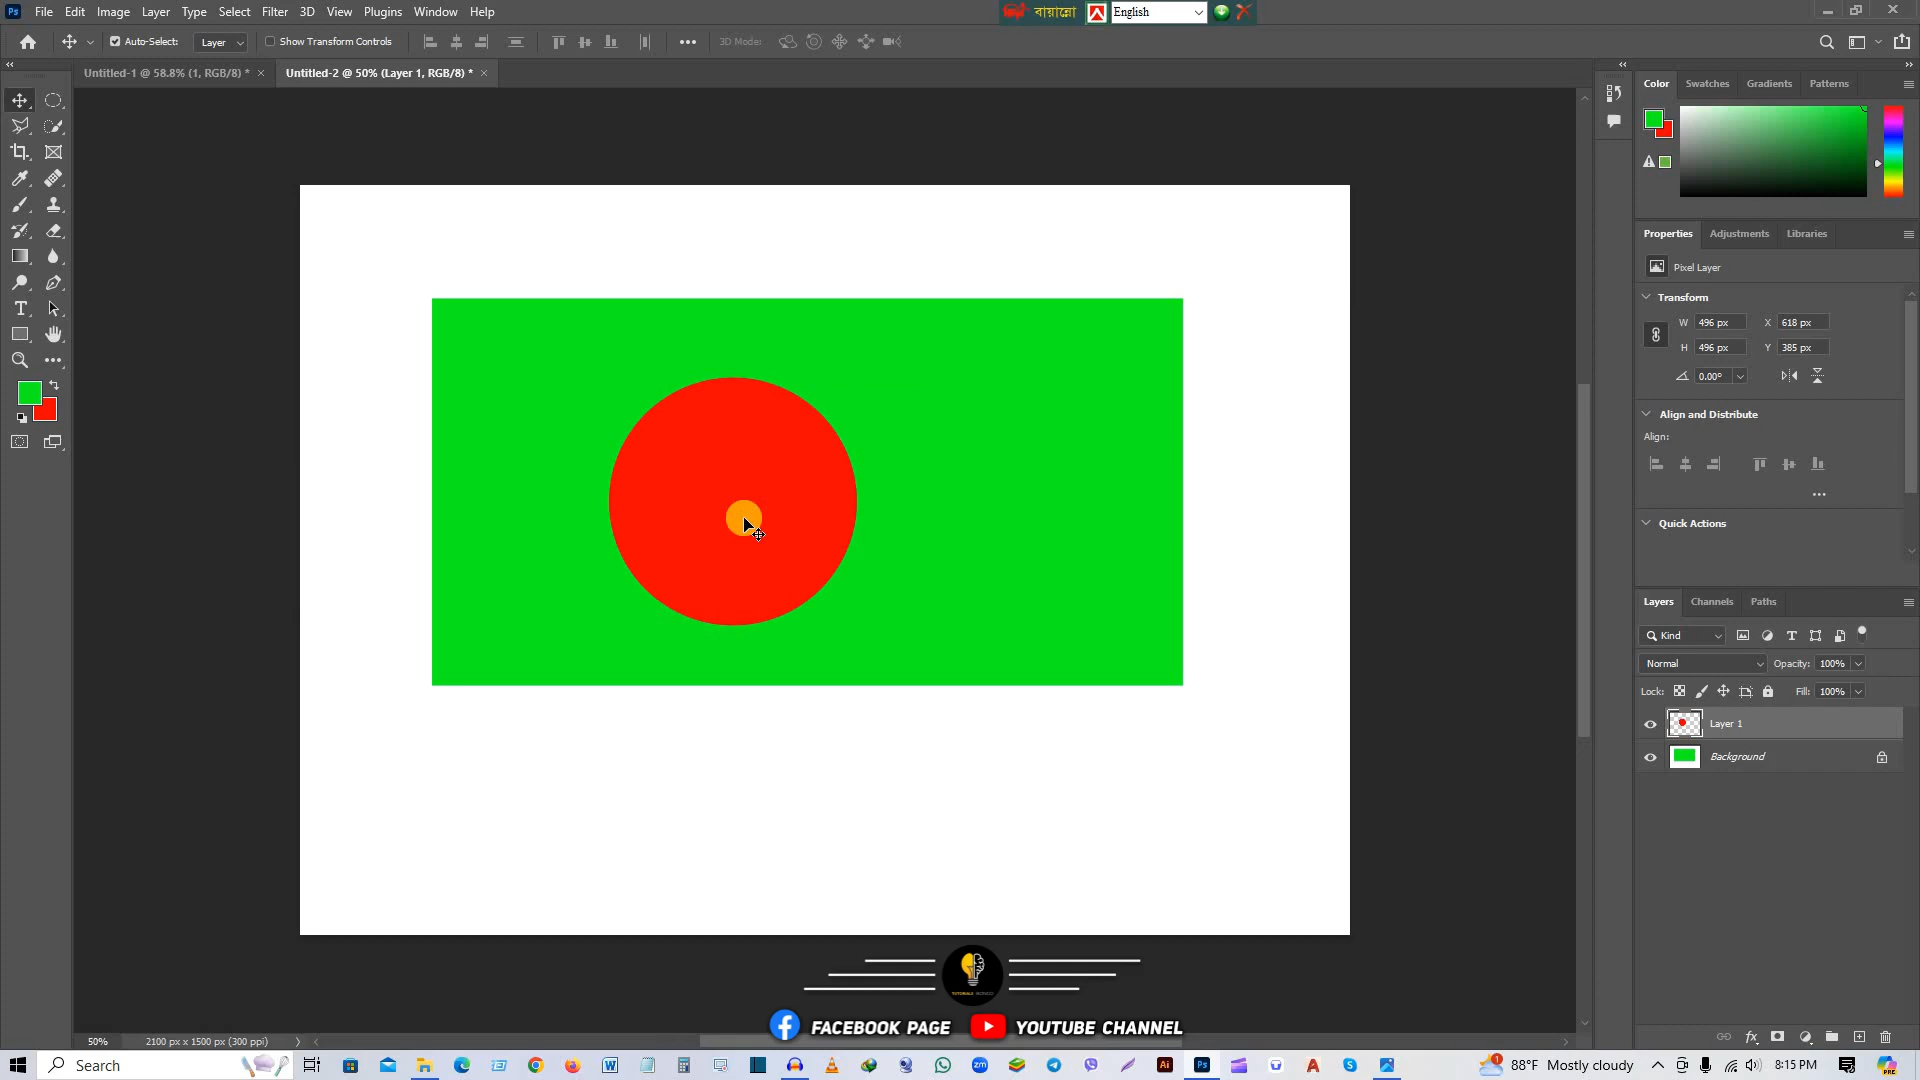 Ps File Edit Image Layer Type Select Filter 3D View Plugins Window Help
বায়ান্নো English
Auto-Select: Layer Show Transform Controls 3D Mode:
Untitled-1 @ 58.8% (1, RGB/8) * Untitled-2 @ 50% (Layer 1, RGB/8) *
Color Swatches Gradients Patterns
Properties Adjustments Libraries
Pixel Layer
Transform
W 496 px X 618 px
H 496 px Y 385 px
0.00°
Align and Distribute
Align:
Quick Actions
Layers Channels Paths
Kind
Normal Opacity: 100%
Lock: Fill: 100%
Layer 1
Background
FACEBOOK PAGE YOUTUBE CHANNEL
50% 2100 px x 1500 px (300 ppi)
Search 88°F Mostly cloudy 8:15 PM